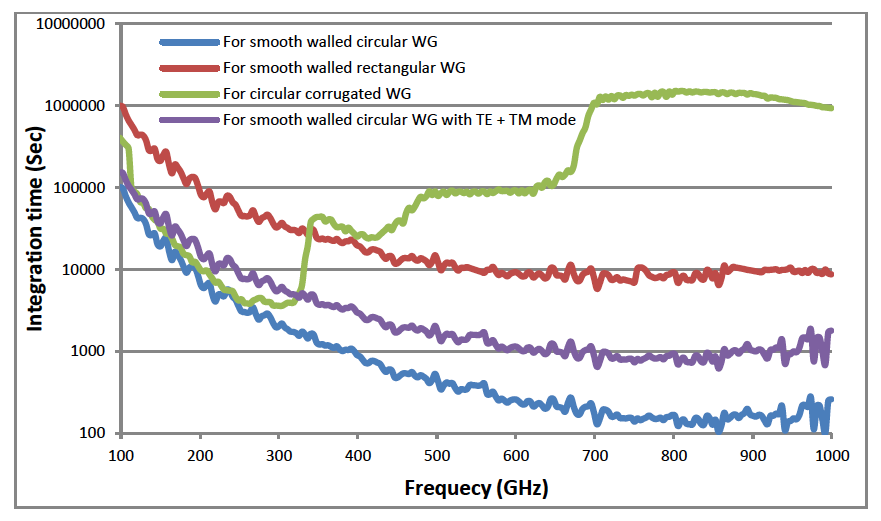 10000000
1000000
100000
10000
1000
100
Integration time (Sec)
For smooth walled circular WG
For smooth walled rectangular WG
For circular corrugated WG
For smooth walled circular WG with TE + TM mode
100 200 300 400 500 600 700 800 900 1000
Frequecy (GHz)